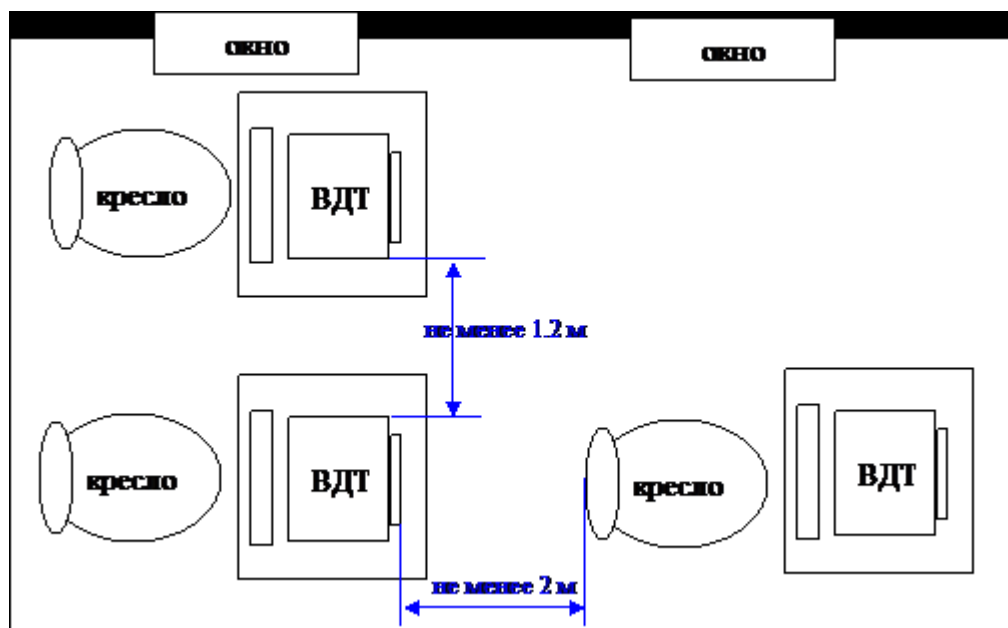 окно
окно
кресло
ВДТ
не менее 1.2 м
кресло
ВДТ
кресло
ВДТ
не менее 2 м